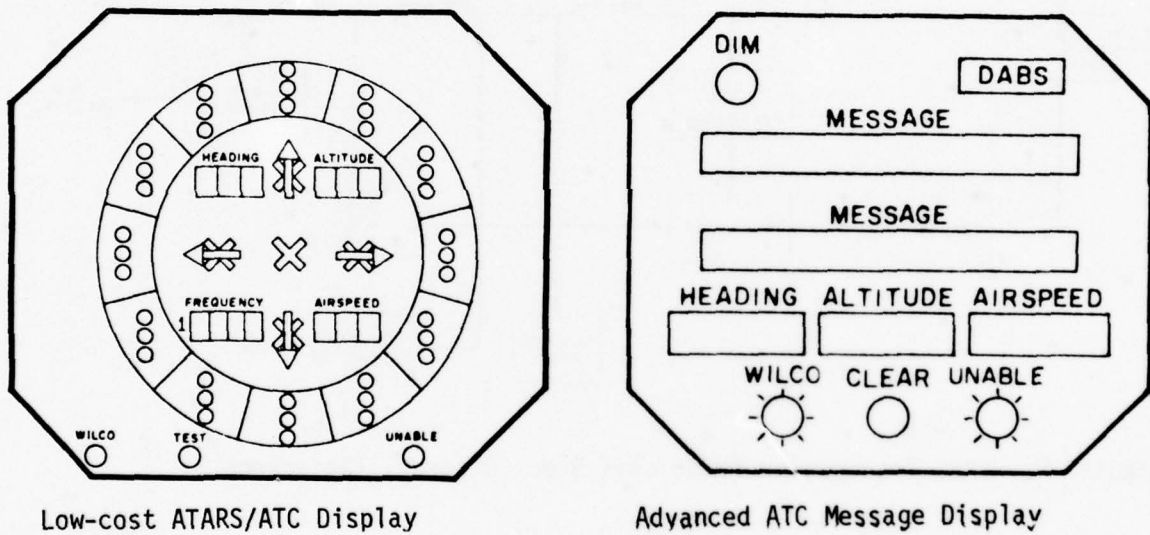 HEADING ALTITUDE
FREQUENCY AIRSPEED
1
WILCO TEST UNABLE
Low-cost ATARS/ATC Display
DIM DABS
MESSAGE
MESSAGE
HEADING ALTITUDE AIRSPEED
WILCO CLEAR UNABLE
Advanced ATC Message Display